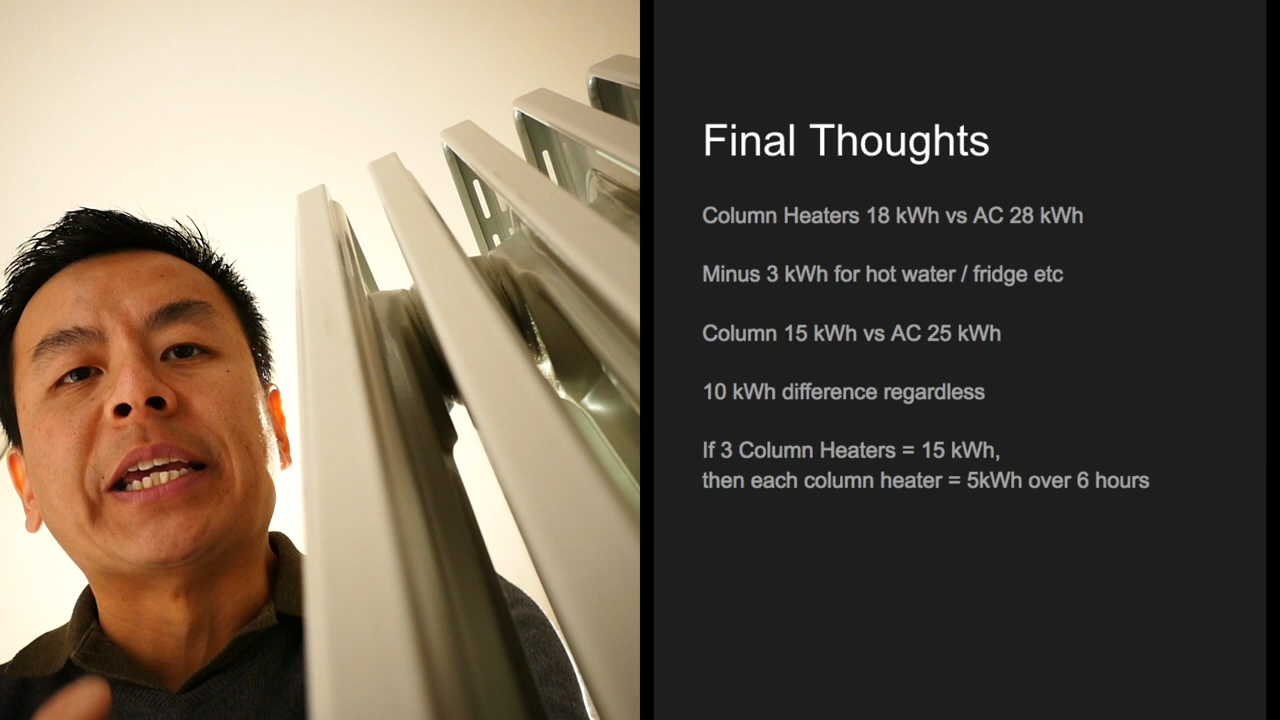 Final Thoughts
Column Heaters 18 kWh vs AC 28 kWh
Minus 3 kWh for hot water / fridge etc
Column 15 kWh vs AC 25 kWh
10 kWh difference regardless
If 3 Column Heaters = 15 kWh,
then each column heater = 5kWh over 6 hours